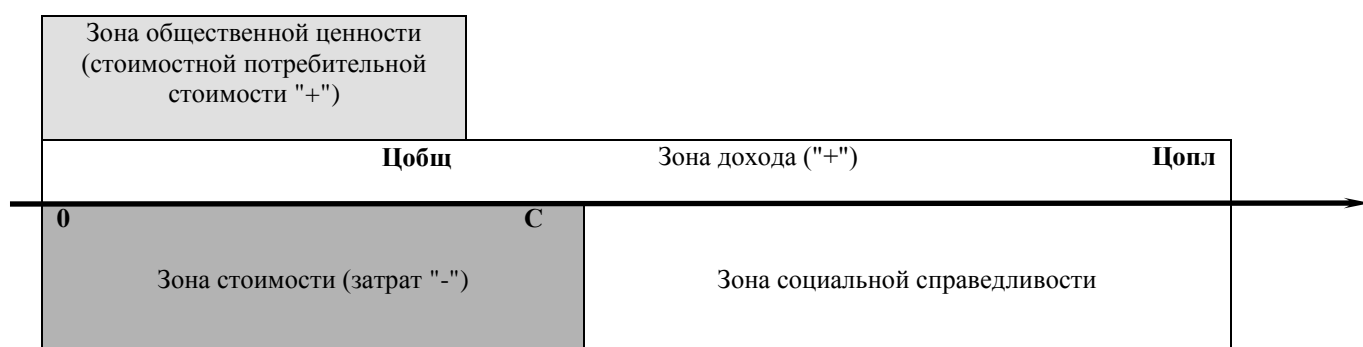 Зона общественной ценности
(стоимостной потребительной
стоимости "+")
Цобщ Зона дохода ("+") Цопл
0 С
Зона стоимости (затрат "-") Зона социальной справедливости